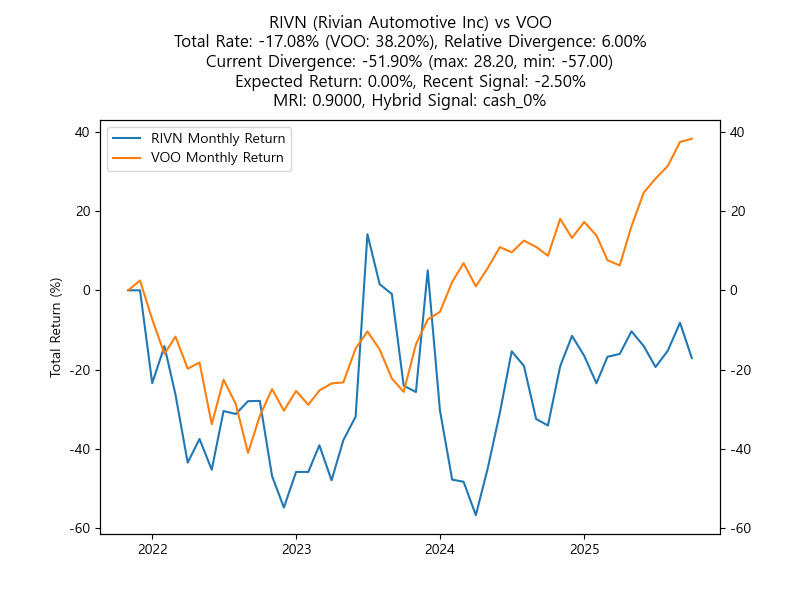 RIVN (Rivian Automotive Inc) vs VOO
Total Rate: -17.08% (VOO: 38.20%), Relative Divergence: 6.00%
Current Divergence: -51.90% (max: 28.20, min: -57.00)
Expected Return: 0.00%, Recent Signal: -2.50%
MRI: 0.9000, Hybrid Signal: cash_0%
RIVN Monthly Return
VOO Monthly Return
Total Return (%)
40
20
0
-20
-40
-60
40
20
0
-20
-40
-60
2022
2023
2024
2025